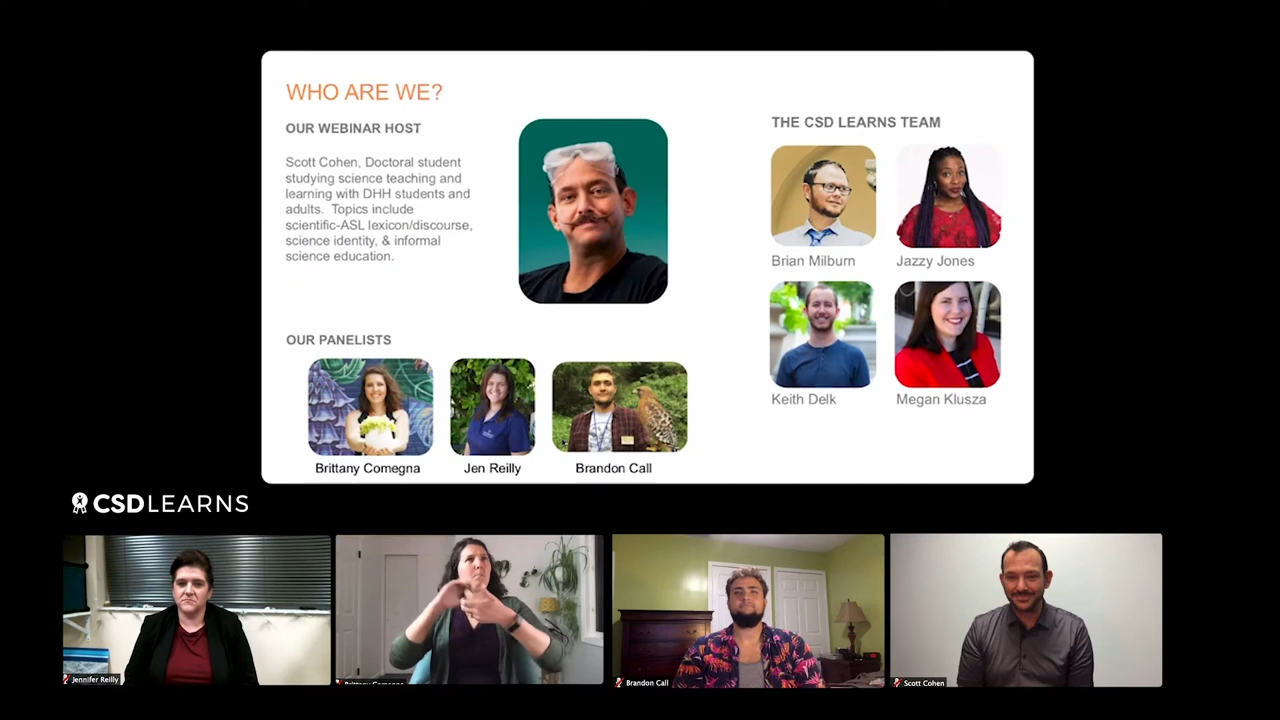 WHO ARE WE?
OUR WEBINAR HOST
Scott Cohen, Doctoral student
studying science teaching and
learning with DHH students and
adults. Topics include
scientific-ASL lexicon/discourse,
science identity, & informal
science education.
OUR PANELISTS
Brittany Comegna
Jen Reilly
Brandon Call
THE CSD LEARNS TEAM
Brian Milburn
Jazzy Jones
Keith Delk
Megan Klusza
CSDLEARNS
Jennifer Reilly
Brittany Comegna
Brandon Call
Scott Cohen